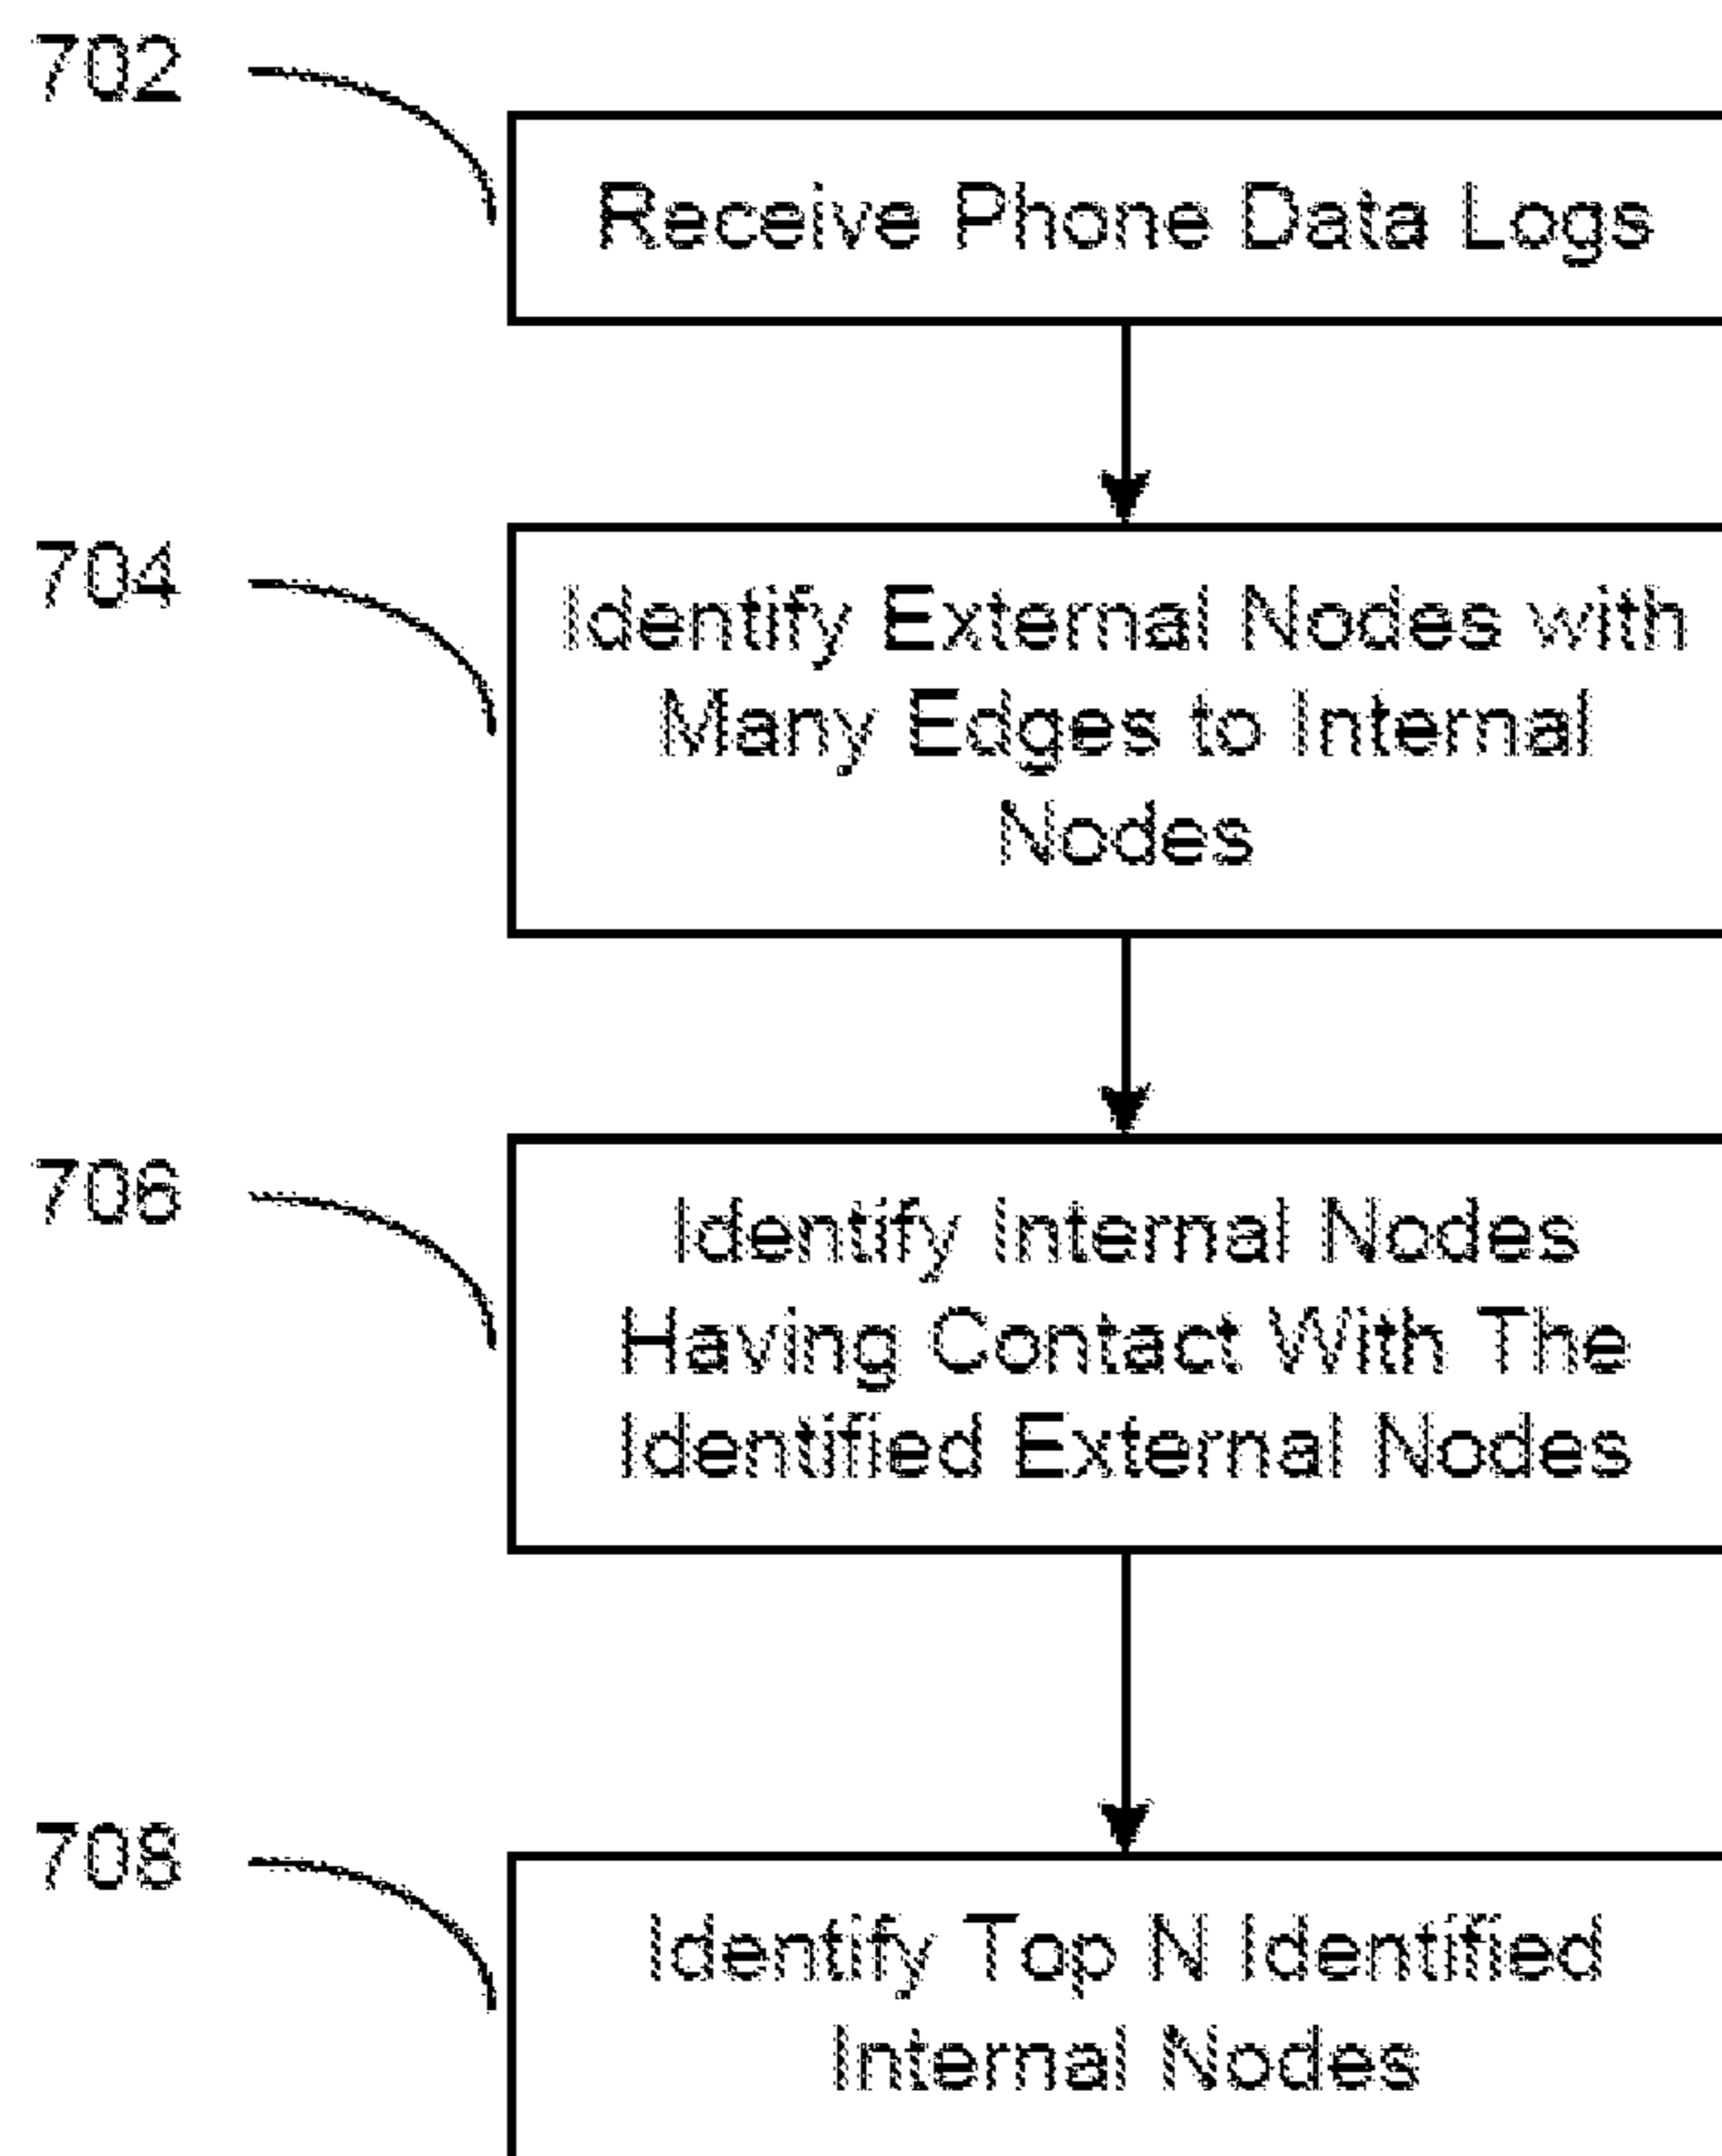 702
Receive Phone Data Logs
704
Identify External Nodes with
Many Edges to Internal
Nodes
706
Identify Internal Nodes
Having Contact With The
Identified External Nodes
708
Identify Top N Identified
Internal Nodes